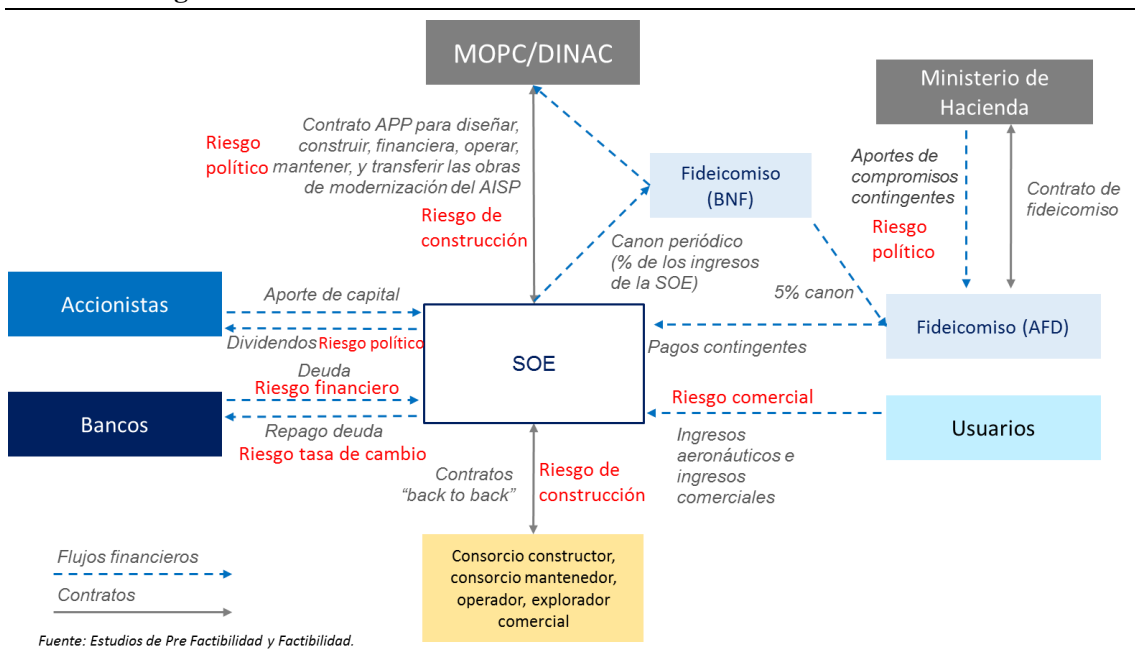 MOPC/DINAC
Ministerio de
Hacienda
Riesgo
político
Contrato APP para diseñar,
construir, financiera, operar,
mantener, y transferir las obras
de modernización del AISP
Fideicomiso
(BNF)
Aportes de
compromisos
contingentes
Riesgo
político
Contrato de
fideicomiso
Riesgo de
construcción
Canon periódico
(% de los ingresos
de la SOE)
5% canon
Accionistas
Aporte de capital
Dividendos Riesgo político
SOE
Pagos contingentes
Fideicomiso (AFD)
Bancos
Deuda
Riesgo financiero
Repago deuda
Riesgo tasa de cambio
Riesgo comercial
Usuarios
Ingresos
aeronáuticos e
ingresos
comerciales
Contratos
“back to back”
Riesgo de
construcción
Consorcio constructor,
consorcio mantenedor,
operador, explorador
comercial
Flujos financieros
Contratos
Fuente: Estudios de Pre Factibilidad y Factibilidad.